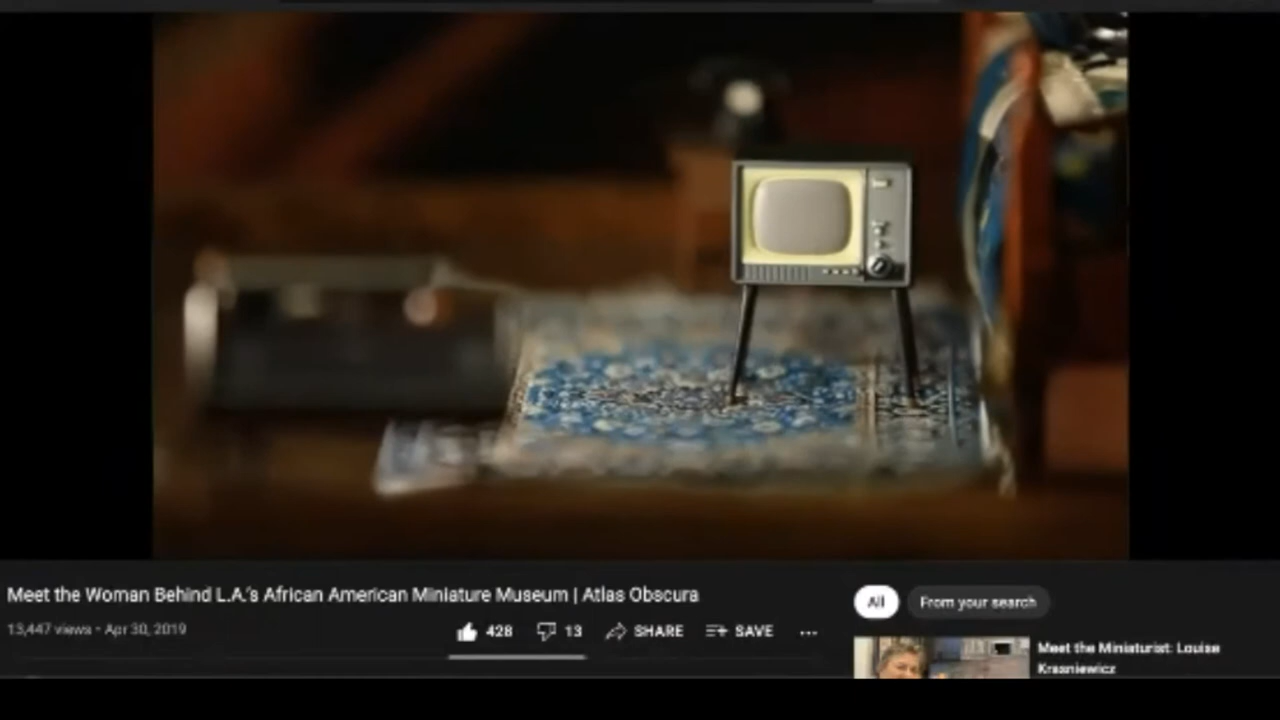 Meet the Woman Behind L.A.'s African American Miniature Museum | Atlas Obscura
13,447 views • Apr 30, 2019
428
13
SHARE
SAVE
All
From your search
Meet the Miniaturist: Louise
Krasniewicz